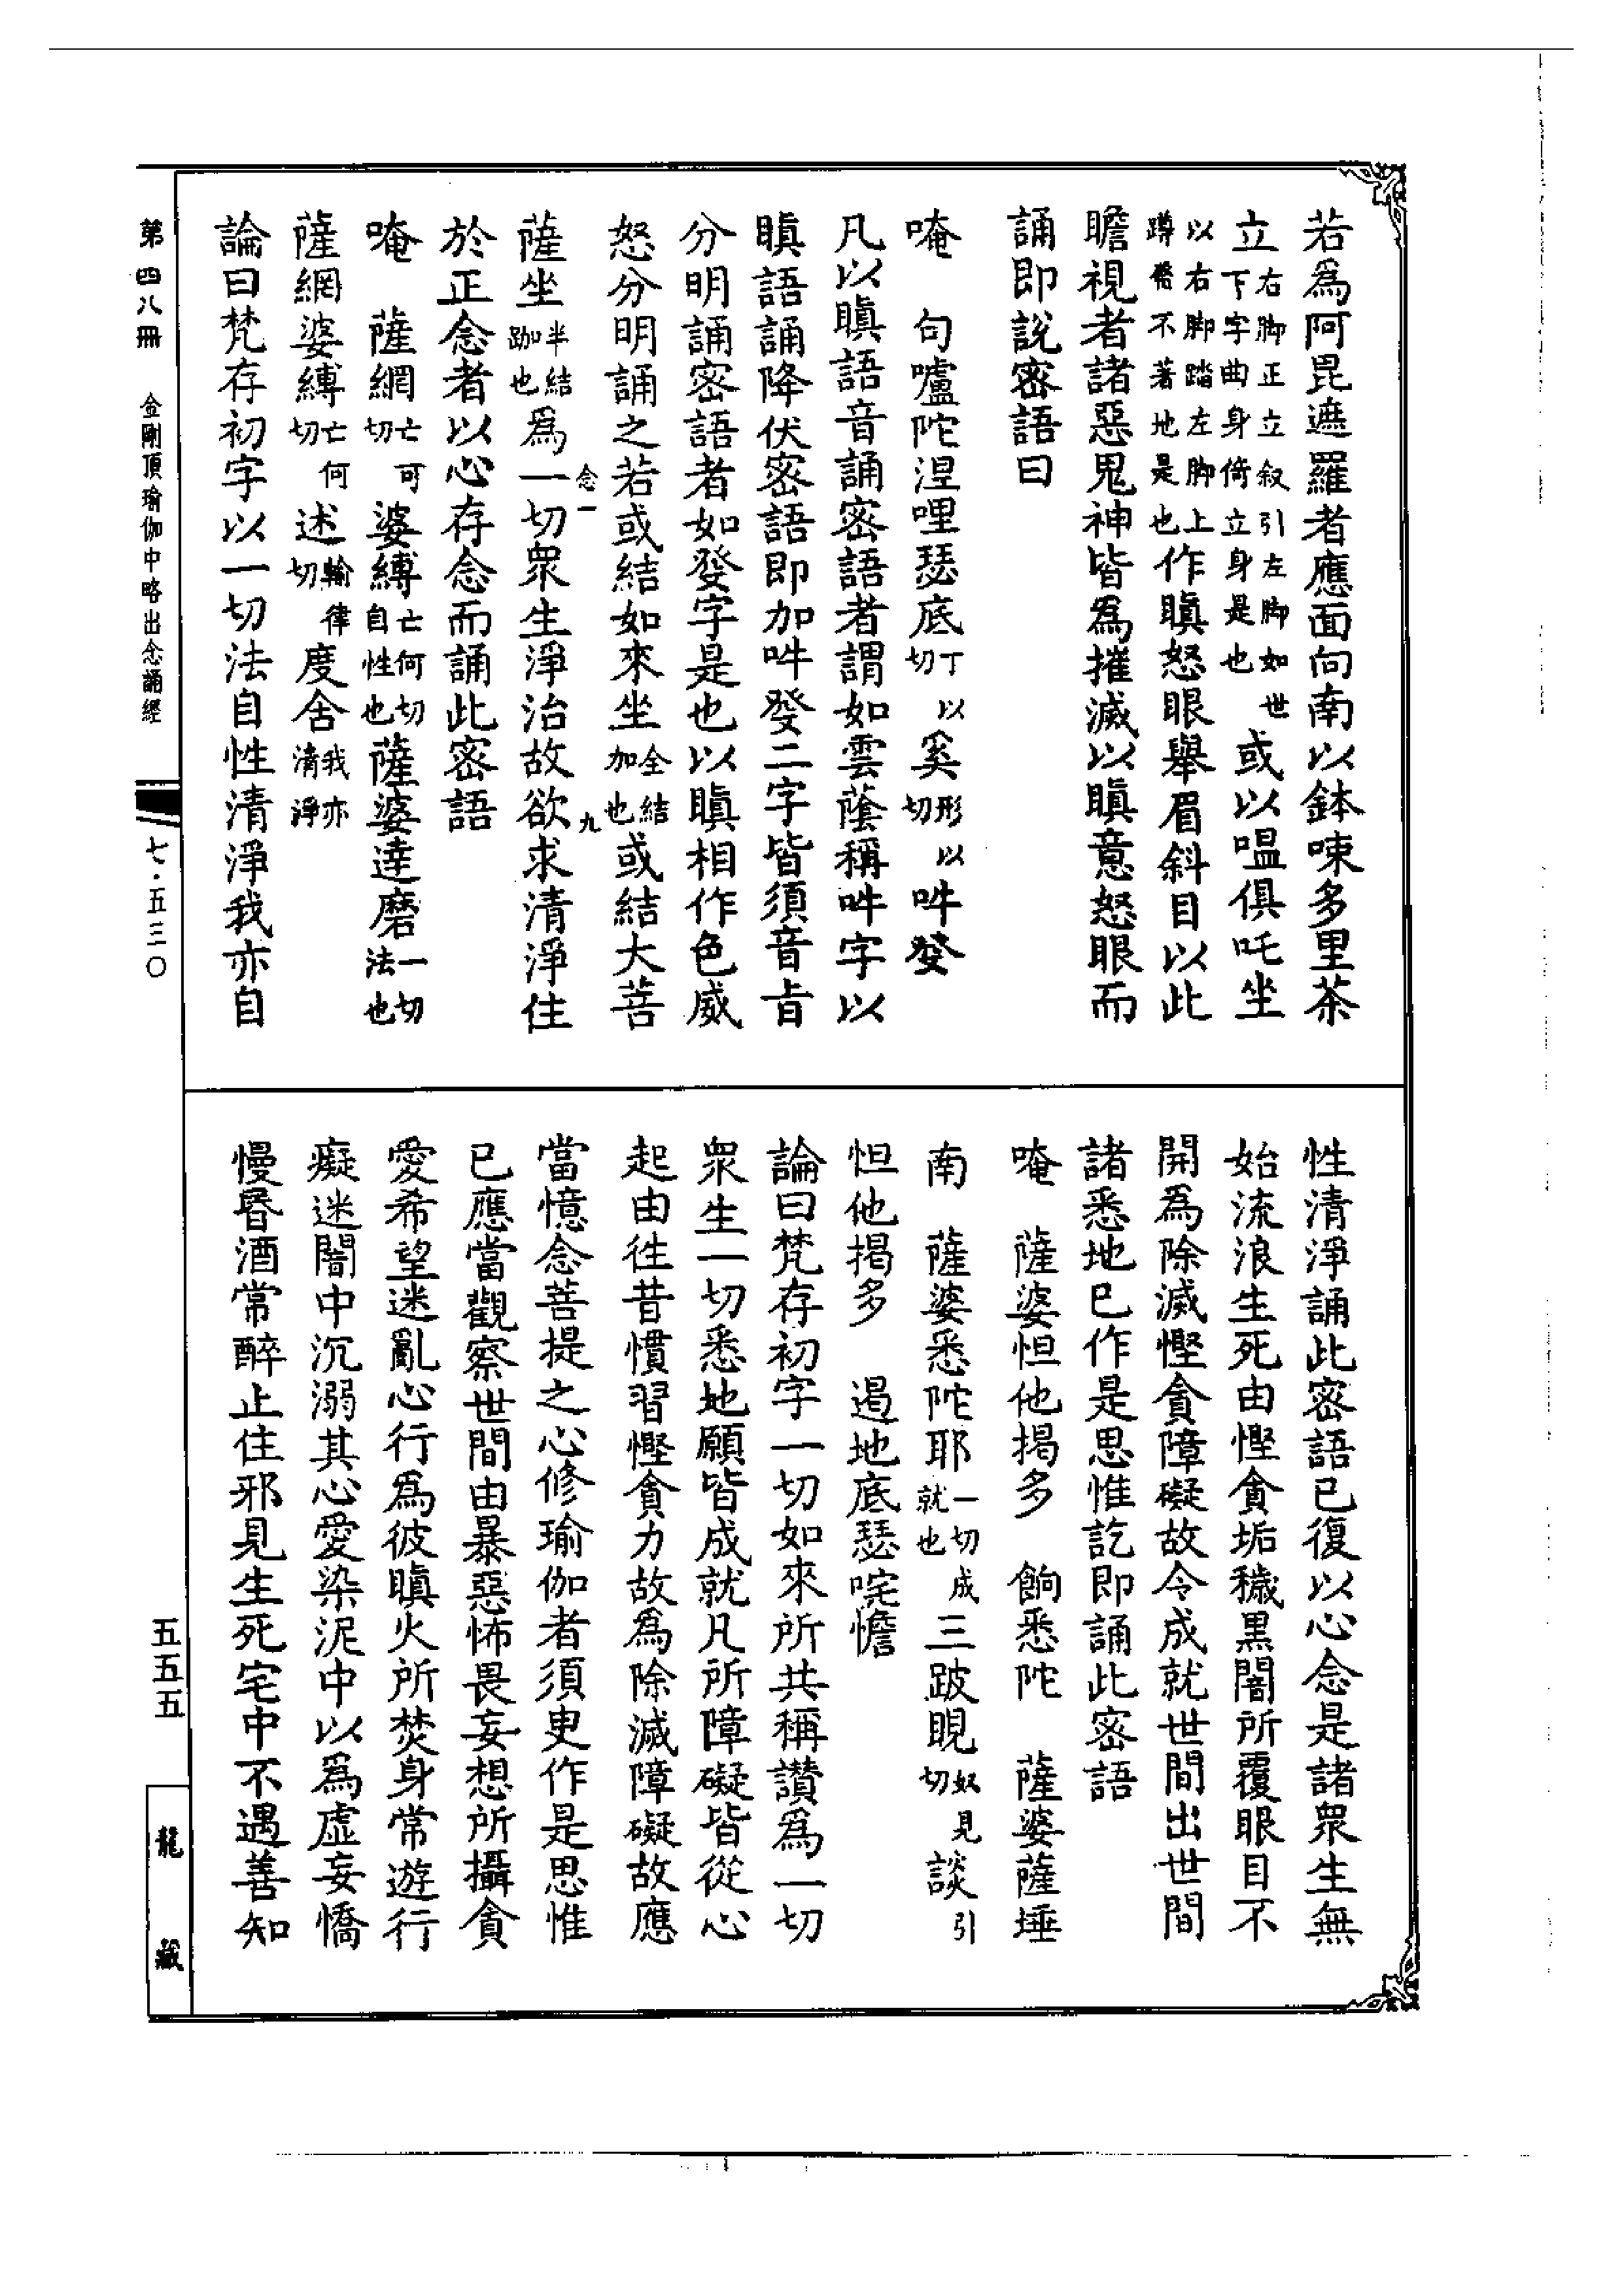 若爲阿毘遮羅者應面向南以鉢㖨多里茶
立右脚正立叙引左脚如世下字曲身倚立身是也或以嗢俱吒坐
以右脚踏左脚上蹲臀不著地是也作瞋怒眼舉眉斜目以此
瞻視者諸惡鬼神皆爲摧滅以瞋意怒眼而
誦即說密語曰
唵 句嚧陀涅哩瑟底丁以切奚形以切吽發
凡以瞋語音誦密語者謂如雲蔭稱吽字以
瞋語誦降伏密語即加吽發二字皆須音旨
分明誦密語者如發字是也以瞋相作色威
怒分明誦之若或結如來坐全結加也或結大菩
念一 九
薩坐半結跏也爲一切衆生淨治故欲求清淨住
於正念者以心存念而誦此密語
唵 薩網亡可切婆縛亡何切自性也薩婆達磨一切法也
薩網婆縛亡何切述輸律切度舍我亦清淨
論曰梵存初字以一切法自性清淨我亦自
性清淨誦此密語已復以心念是諸衆生無
始流浪生死由慳貪垢穢黑闇所覆眼目不
開爲除滅慳貪障礙故令成就世間出世間
諸悉地已作是思惟訖即誦此密語
唵 薩婆怛他揭多 餉悉陀 薩婆薩埵
南 薩婆悉陀耶一切成就也三跛睍奴見切談引
怛他揭多 遏地底瑟咤憺
論曰梵存初字一切如來所共稱讃爲一切
衆生一切悉地願皆成就凡所障礙皆從心
起由徃昔慣習慳貪力故爲除滅障礙故應
當憶念菩提之心修瑜伽者須臾作是思惟
已應當觀察世間由暴惡怖畏妄想所攝貪
愛希望迷亂心行爲彼瞋火所焚身常遊行
癡迷闇中沉溺其心愛染泥中以爲虛妄憍
慢昏酒常醉止住邪見生死宅中不遇善知
第四八冊 金剛頂瑜伽中略出念誦經
七·五三〇
五五五
龍藏